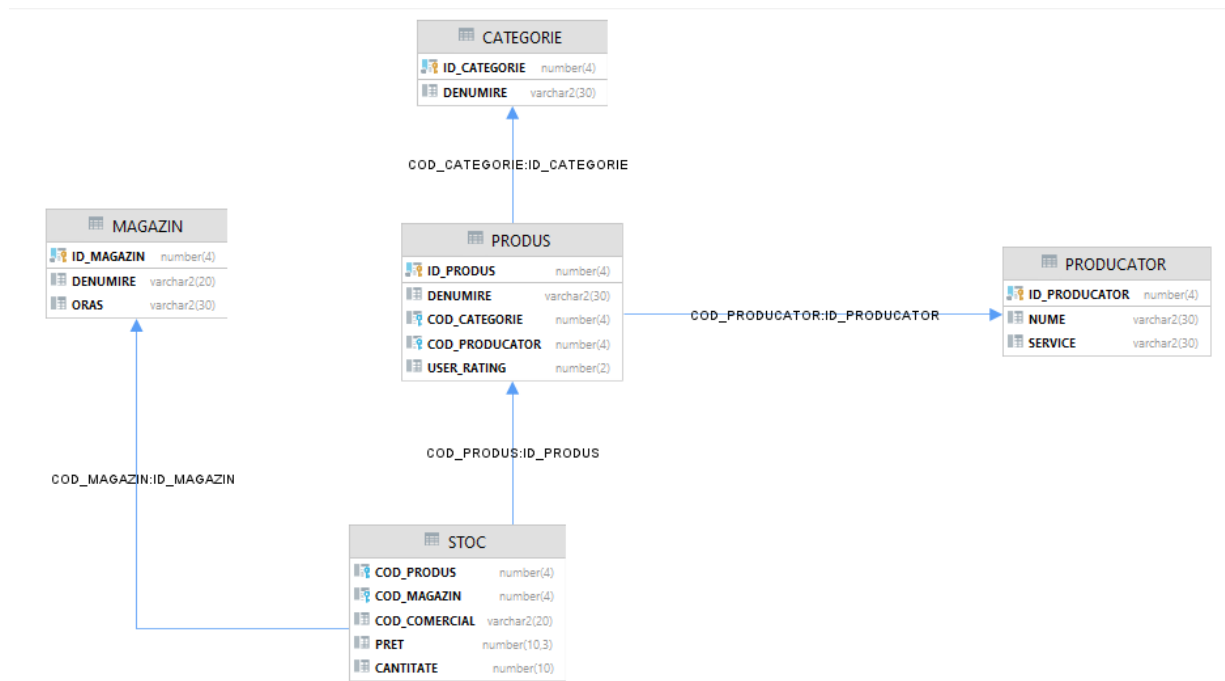 CATEGORIE
ID_CATEGORIE number(4)
DENUMIRE varchar2(30)
COD_CATEGORIE:ID_CATEGORIE
MAGAZIN
ID_MAGAZIN number(4)
DENUMIRE varchar2(20)
ORAS varchar2(30)
PRODUS
ID_PRODUS number(4)
DENUMIRE varchar2(30)
COD_CATEGORIE number(4)
COD_PRODUCATOR number(4)
USER_RATING number(2)
COD_PRODUCATOR:ID_PRODUCATOR
PRODUCATOR
ID_PRODUCATOR number(4)
NUME varchar2(30)
SERVICE varchar2(30)
COD_PRODUS:ID_PRODUS
COD_MAGAZIN:ID_MAGAZIN
STOC
COD_PRODUS number(4)
COD_MAGAZIN number(4)
COD_COMERCIAL varchar2(20)
PRET number(10,3)
CANTITATE number(10)